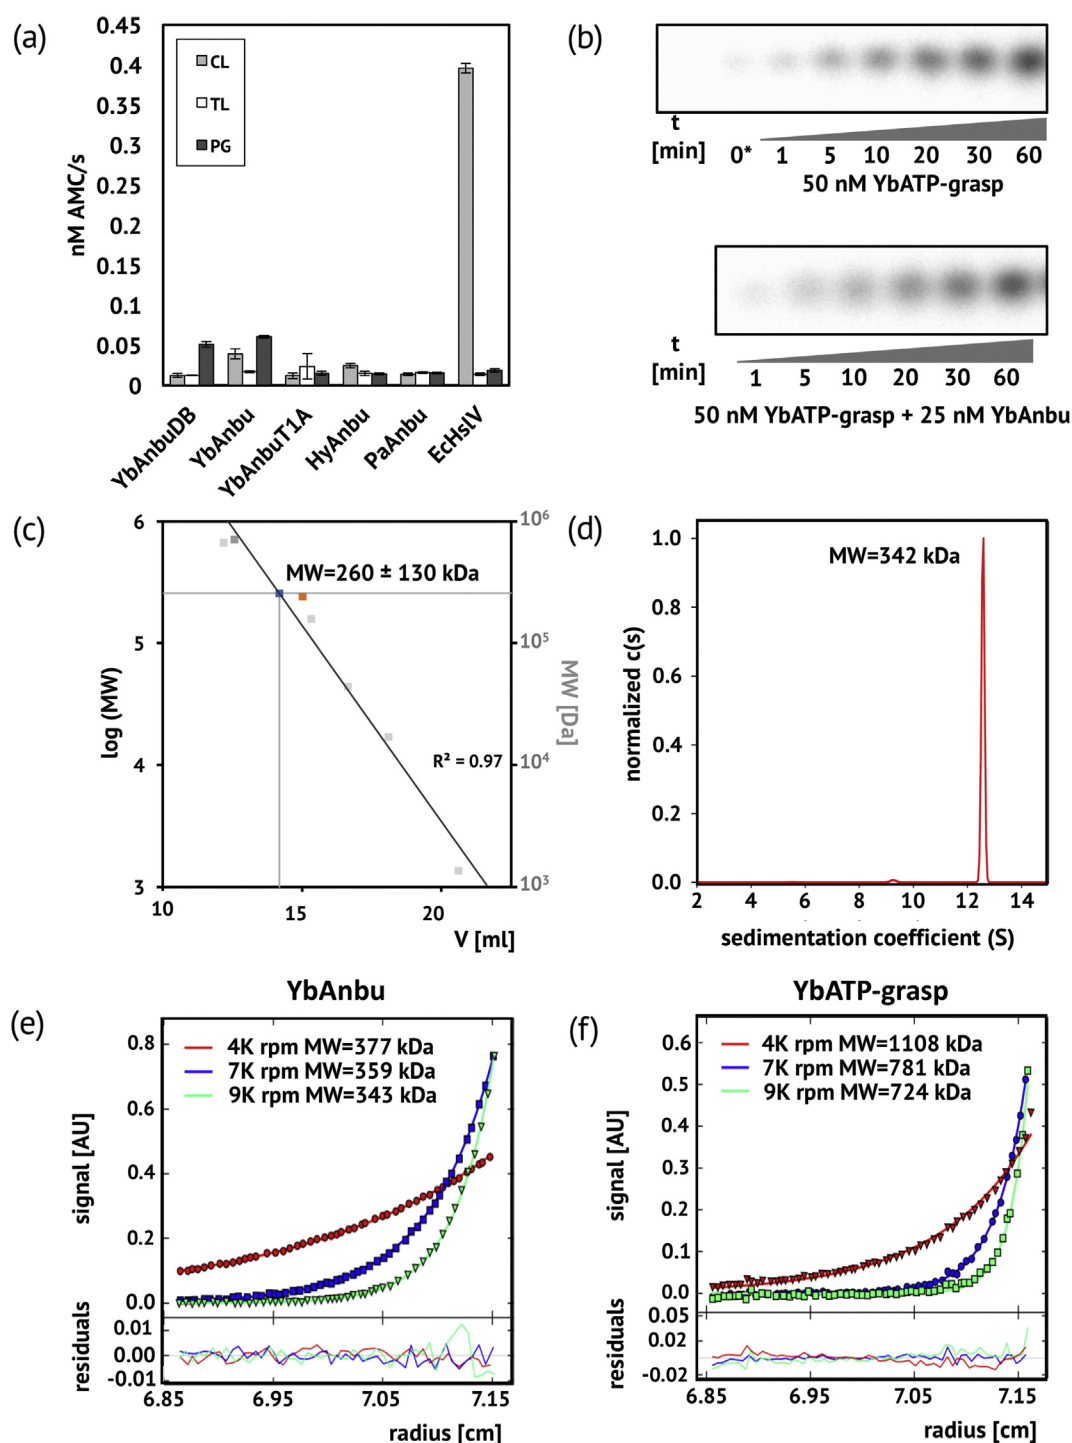 (a)
0.45
0.4
0.35
0.3
0.25
0.2
0.15
0.1
0.05
0
nM AMC/s
CL
TL
PG
YbAnbuDB
YbAnbu
YbAnbuT1A
HyAnbu
PaAnbu
EcHslV
(b)
t
[min] 0* 1 5 10 20 30 60
50 nM YbATP-grasp
t
[min] 1 5 10 20 30 60
50 nM YbATP-grasp + 25 nM YbAnbu
(c)
6
5
4
3
log (MW)
MW=260 ± 130 kDa
R² = 0.97
10⁶
10⁵
10⁴
10³
MW [Da]
10 15 20
V [ml]
(d)
1.0
0.8
0.6
0.4
0.2
0.0
normalized c(s)
MW=342 kDa
2 4 6 8 10 12 14
sedimentation coefficient (S)
(e)
YbAnbu
4K rpm MW=377 kDa
7K rpm MW=359 kDa
9K rpm MW=343 kDa
0.8
0.6
0.4
0.2
0.0
signal [AU]
0.01
0.00
-0.01
residuals
6.85 6.95 7.05 7.15
radius [cm]
(f)
YbATP-grasp
4K rpm MW=1108 kDa
7K rpm MW=781 kDa
9K rpm MW=724 kDa
0.6
0.5
0.4
0.3
0.2
0.1
0.0
signal [AU]
0.05
0.02
-0.02
residuals
6.85 6.95 7.05 7.15
radius [cm]